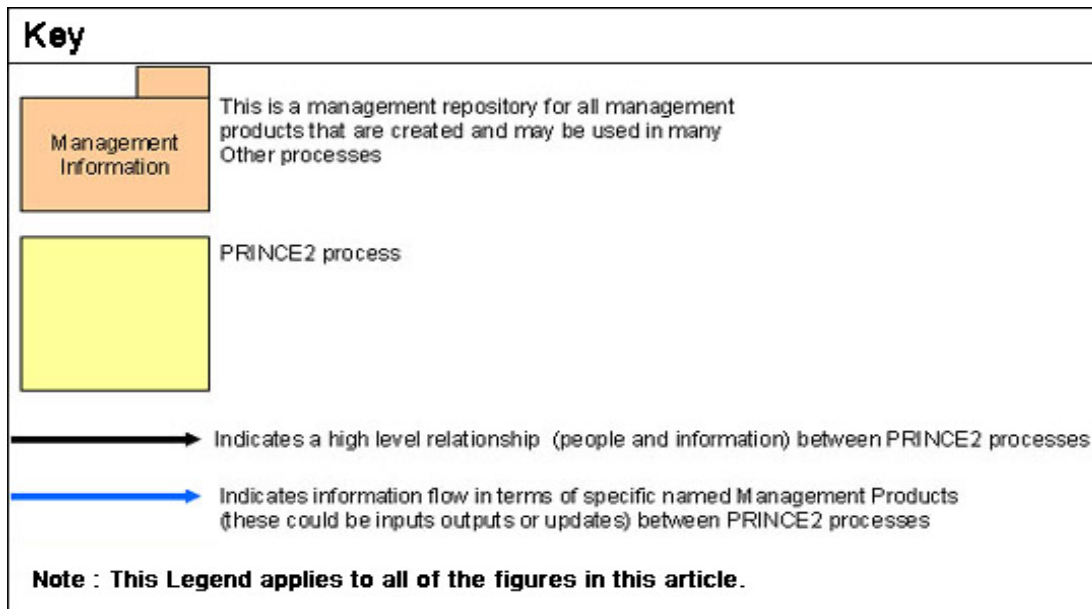 Key
Management
Information
This is a management repository for all management
products that are created and may be used in many
Other processes
PRINCE2 process
Indicates a high level relationship (people and information) between PRINCE2 processes
Indicates information flow in terms of specific named Management Products
(these could be inputs outputs or updates) between PRINCE2 processes
Note : This Legend applies to all of the figures in this article.